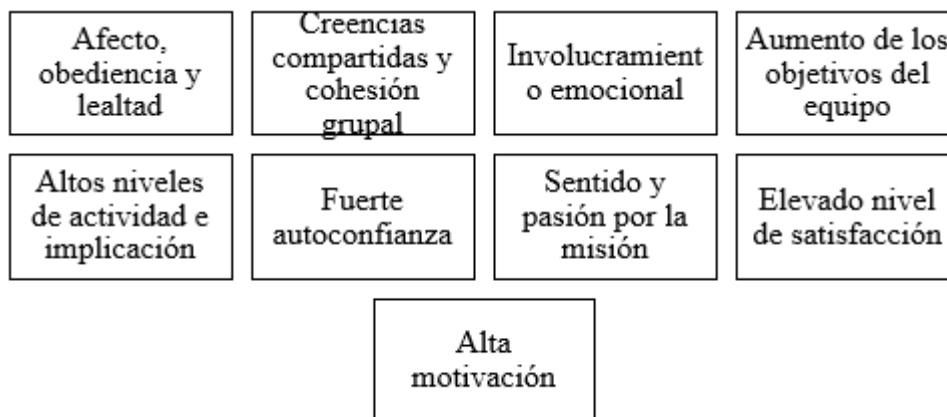 Afecto,
obediencia y
lealtad
Creencias
compartidas y
cohesión
grupal
Involucramient
o emocional
Aumento de los
objetivos del
equipo
Altos niveles
de actividad e
implicación
Fuerte
autoconfianza
Sentido y
pasión por la
misión
Elevado nivel
de satisfacción
Alta
motivación